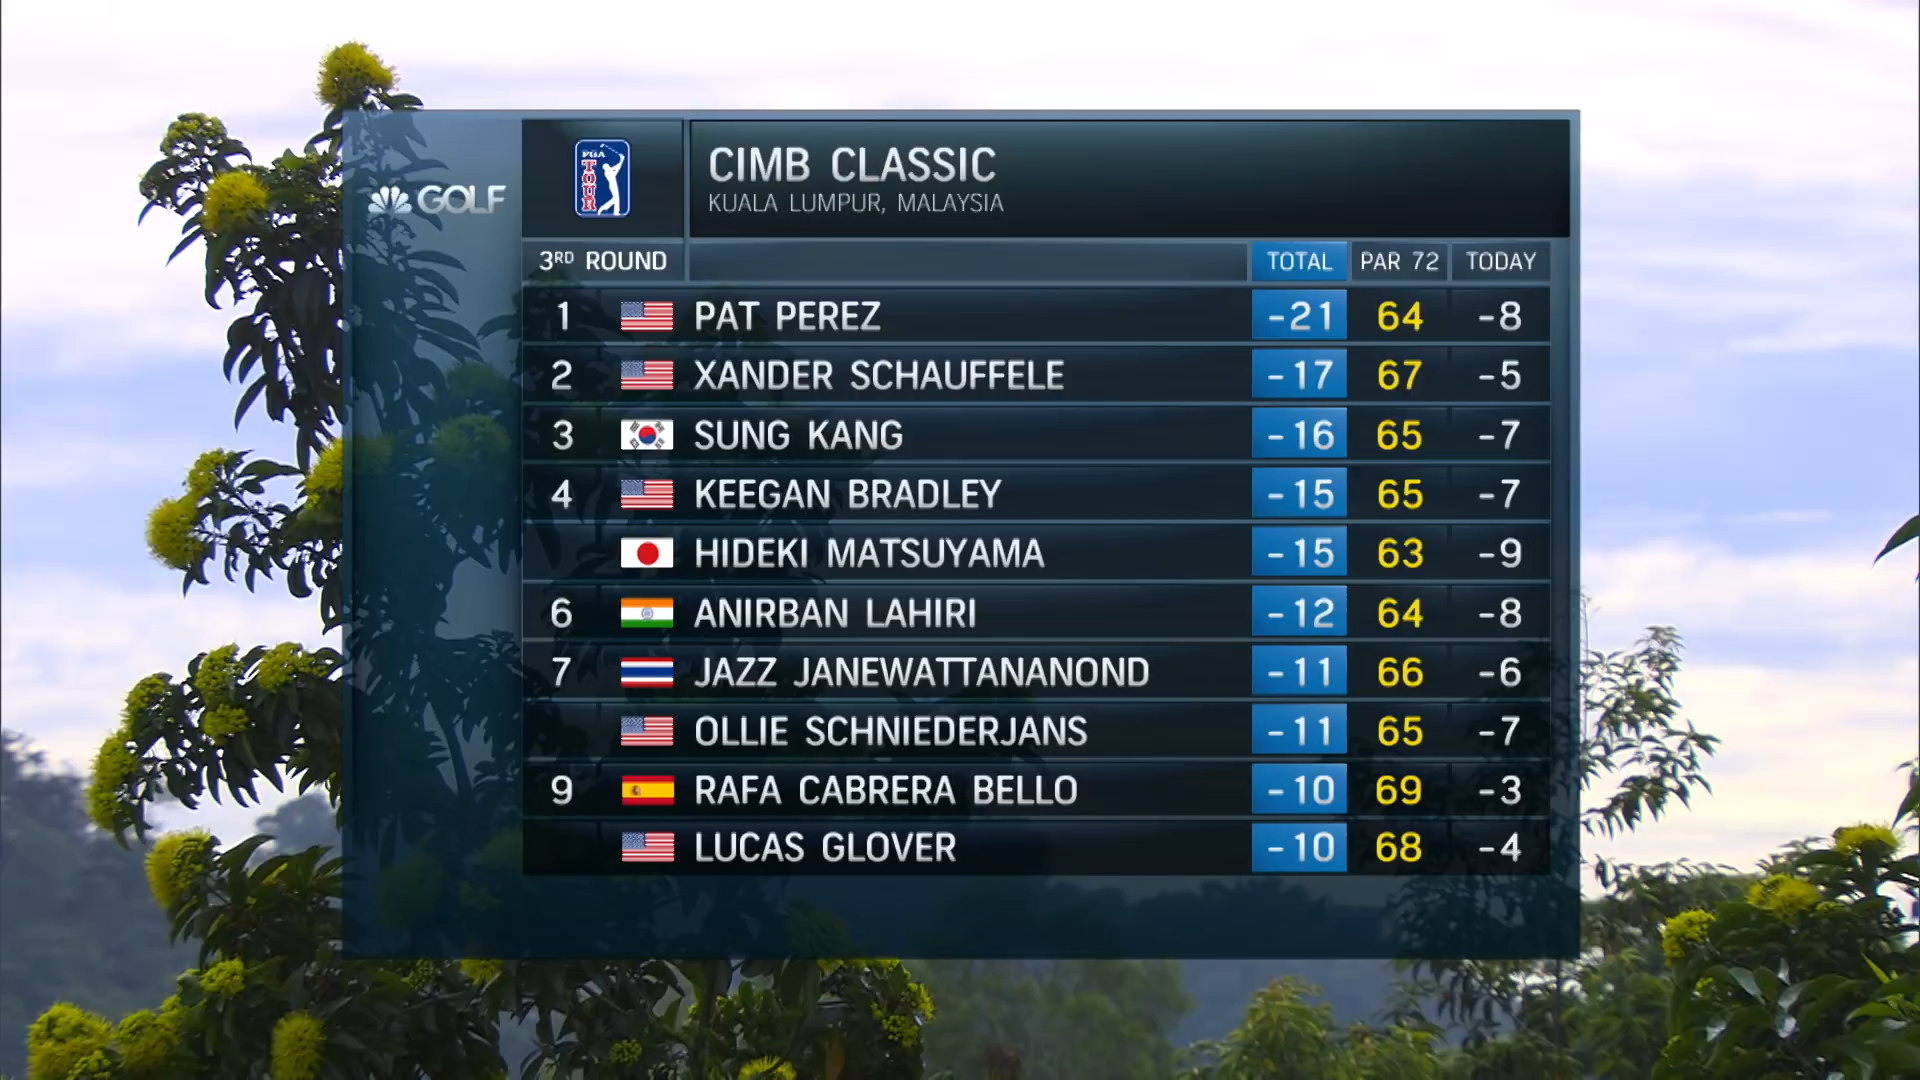 GOLF
PGA TOUR
CIMB CLASSIC
KUALA LUMPUR, MALAYSIA
3RD ROUND TOTAL PAR 72 TODAY
1 PAT PEREZ -21 64 -8
2 XANDER SCHAUFFELE -17 67 -5
3 SUNG KANG -16 65 -7
4 KEEGAN BRADLEY -15 65 -7
HIDEKI MATSUYAMA -15 63 -9
6 ANIRBAN LAHIRI -12 64 -8
7 JAZZ JANEWATTANANOND -11 66 -6
OLLIE SCHNIEDERJANS -11 65 -7
9 RAFA CABRERA BELLO -10 69 -3
LUCAS GLOVER -10 68 -4